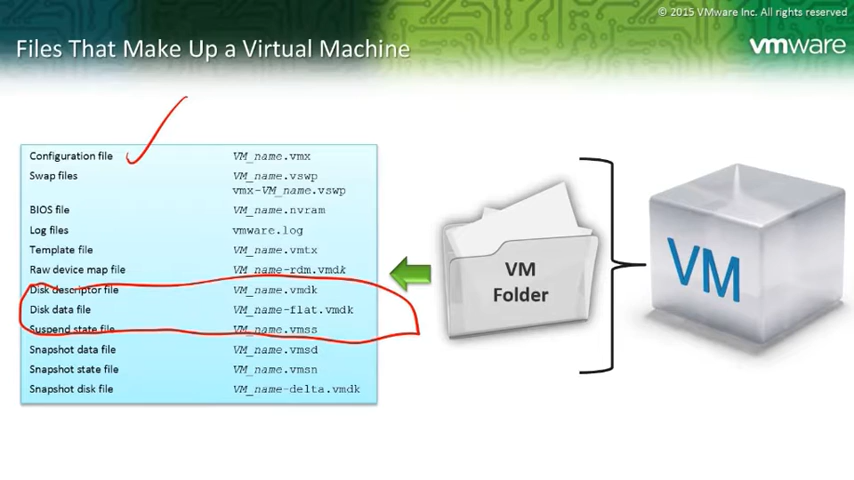 © 2015 VMware Inc. All rights reserved
Files That Make Up a Virtual Machine
vmware
Configuration file VM_name.vmx
Swap files VM_name.vswp
vmx-VM_name.vswp
BIOS file VM_name.nvram
Log files vmware.log
Template file VM_name.vmtx
Raw device map file VM_name-rdm.vmdk
Disk descriptor file VM_name.vmdk
Disk data file VM_name-flat.vmdk
Suspend state file VM_name.vmss
Snapshot data file VM_name.vmsd
Snapshot state file VM_name.vmsn
Snapshot disk file VM_name-delta.vmdk
VM
Folder
VM